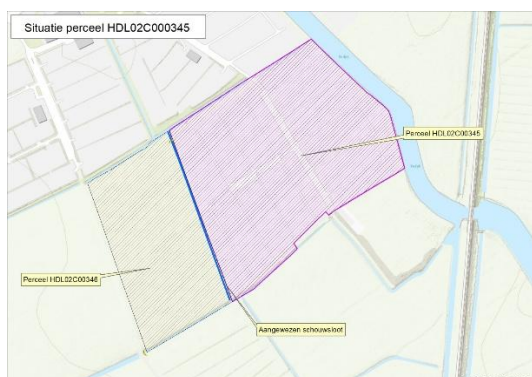 Situatie perceel HDL02C000345
Perceel HDL02C00345
Perceel HDL02C00346
Aangewezen schouwsloot